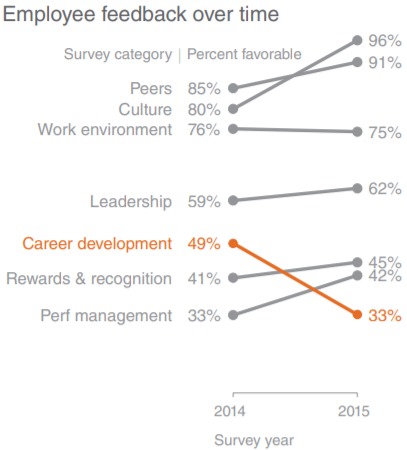 Employee feedback over time
96%
Survey category | Percent favorable
91%
Peers 85%
Culture 80%
Work environment 76%
75%
Leadership 59%
62%
Career development 49%
45%
Rewards & recognition 41%
42%
Perf management 33%
33%
2014 2015
Survey year